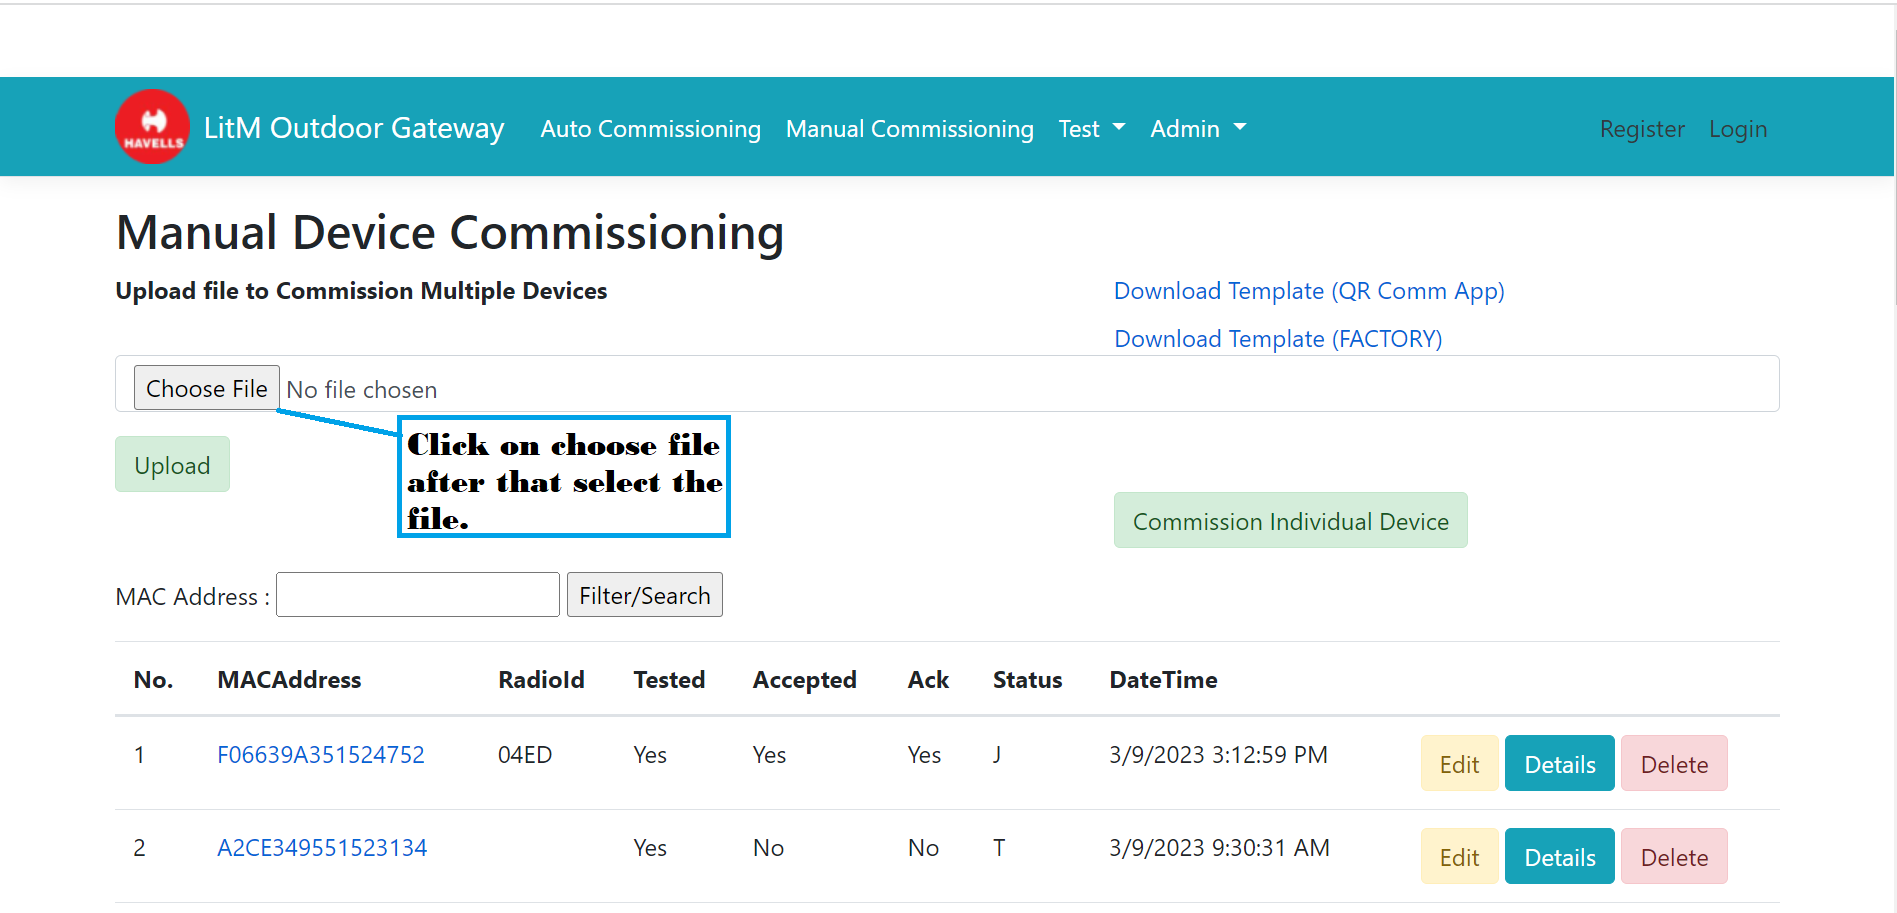 HAVELLS
LitM Outdoor Gateway Auto Commissioning Manual Commissioning Test Admin Register Login
Manual Device Commissioning
Upload file to Commission Multiple Devices Download Template (QR Comm App)
Download Template (FACTORY)
Choose File No file chosen
Click on choose file
after that select the
file.
Upload
Commission Individual Device
MAC Address : Filter/Search
No. MACAddress RadioId Tested Accepted Ack Status DateTime
1 F06639A351524752 04ED Yes Yes Yes J 3/9/2023 3:12:59 PM Edit Details Delete
2 A2CE349551523134 Yes No No T 3/9/2023 9:30:31 AM Edit Details Delete